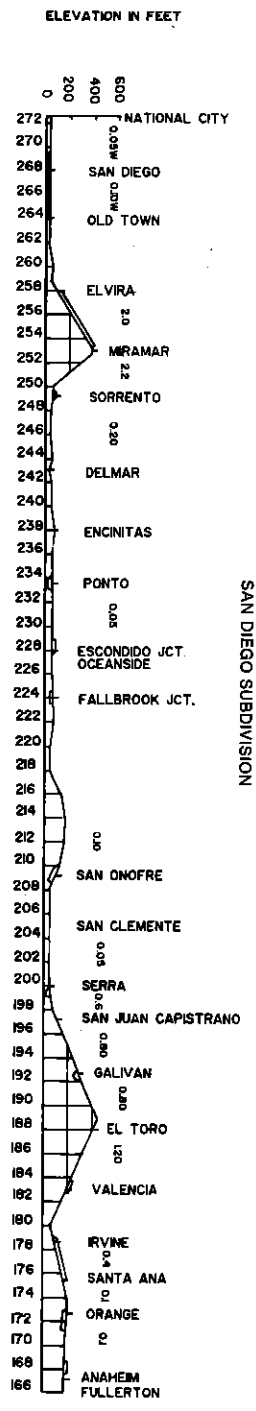 ELEVATION IN FEET
0 200 400 600
272 NATIONAL CITY
270
0.05W
268 SAN DIEGO
266
0.10W
264 OLD TOWN
262
260
258 ELVIRA
256
2.0
254
MIRAMAR
252
2.2
250
SORRENTO
248
246
0.20
244
242 DELMAR
240
238 ENCINITAS
236
234 PONTO
232
0.05
230
228 ESCONDIDO JCT.
OCEANSIDE
226
224 FALLBROOK JCT.
222
220
218
216
214
212
0.10
210
SAN ONOFRE
208
206
SAN CLEMENTE
204
0.05
202
200 SERRA
0.6
198
SAN JUAN CAPISTRANO
196
0.80
194
192 GALIVAN
0.80
190
188 EL TORO
1.20
186
184
182 VALENCIA
180
178 IRVINE
0.4
176
SANTA ANA
174
0.1
172 ORANGE
170
0.1
168
ANAHEIM
166 FULLERTON
SAN DIEGO SUBDIVISION